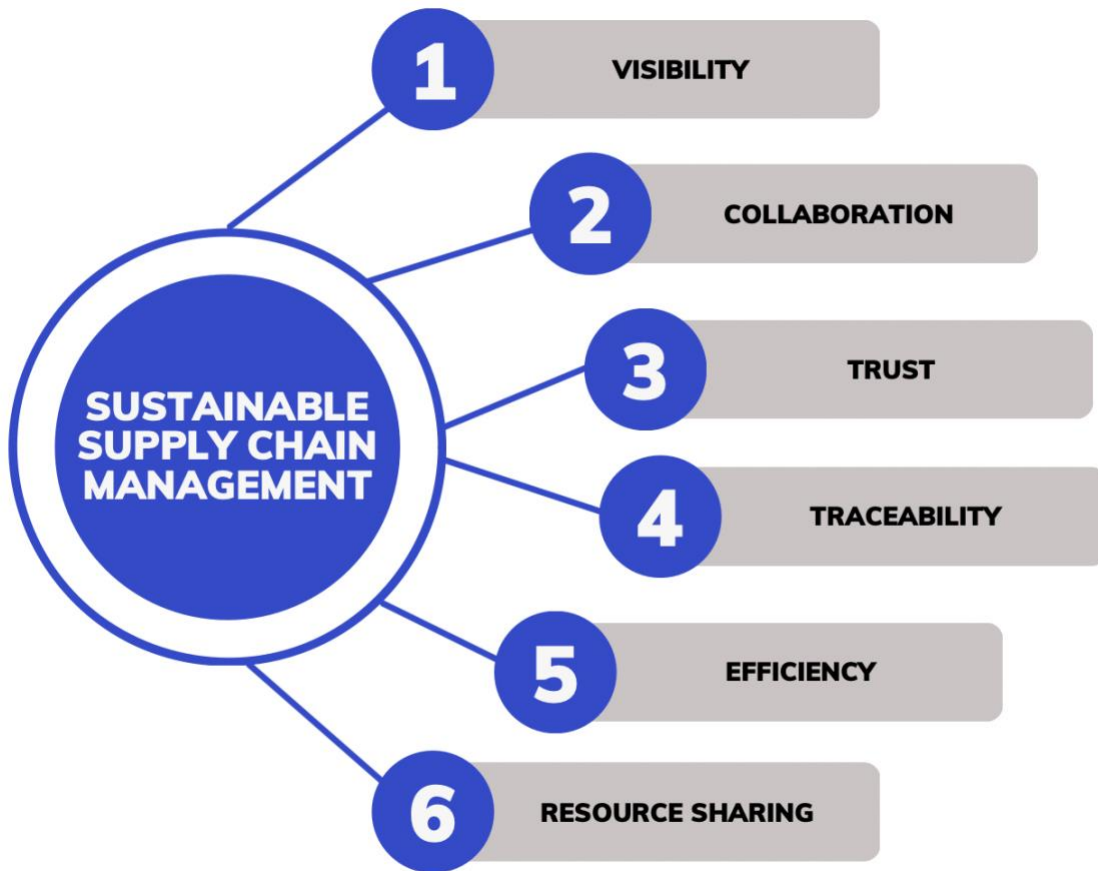 SUSTAINABLE
SUPPLY CHAIN
MANAGEMENT
1
VISIBILITY
2
COLLABORATION
3
TRUST
4
TRACEABILITY
5
EFFICIENCY
6
RESOURCE SHARING